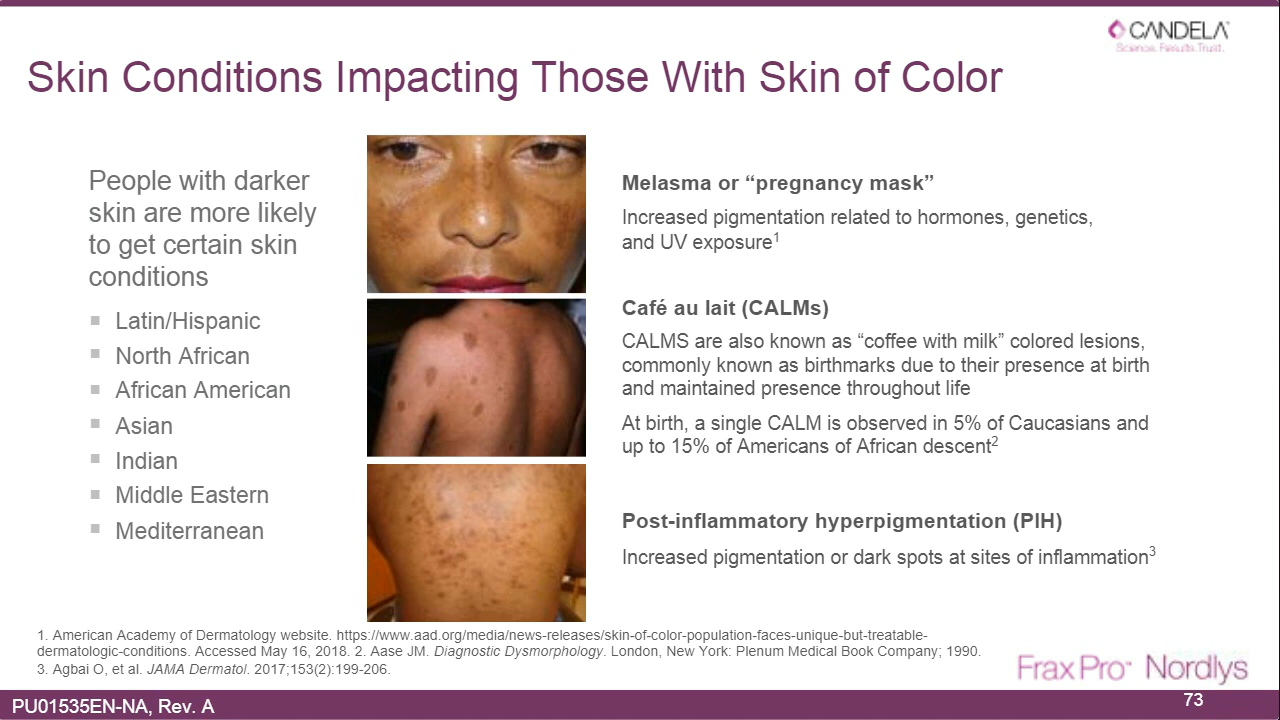 CANDELA
Science. Results. Trust.
Skin Conditions Impacting Those With Skin of Color
People with darker
skin are more likely
to get certain skin
conditions
▪ Latin/Hispanic
▪ North African
▪ African American
▪ Asian
▪ Indian
▪ Middle Eastern
▪ Mediterranean
Melasma or “pregnancy mask”
Increased pigmentation related to hormones, genetics,
and UV exposure1
Café au lait (CALMs)
CALMS are also known as “coffee with milk” colored lesions,
commonly known as birthmarks due to their presence at birth
and maintained presence throughout life
At birth, a single CALM is observed in 5% of Caucasians and
up to 15% of Americans of African descent2
Post-inflammatory hyperpigmentation (PIH)
Increased pigmentation or dark spots at sites of inflammation3
1. American Academy of Dermatology website. https://www.aad.org/media/news-releases/skin-of-color-population-faces-unique-but-treatable-
dermatologic-conditions. Accessed May 16, 2018. 2. Aase JM. Diagnostic Dysmorphology. London, New York: Plenum Medical Book Company; 1990.
3. Agbai O, et al. JAMA Dermatol. 2017;153(2):199-206.
Frax Pro™ Nordlys
PU01535EN-NA, Rev. A
73